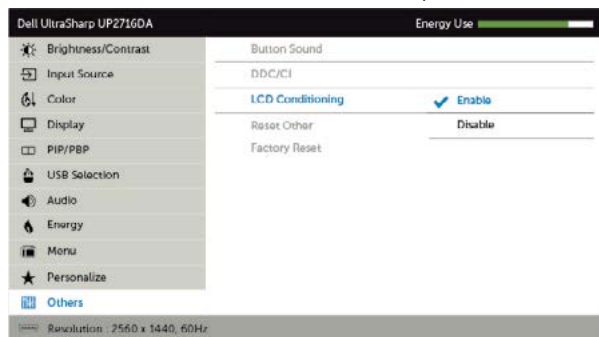 Dell UltraSharp UP2716DA
Energy Use
Brightness/Contrast
Button Sound
Input Source
DDC/CI
Color
LCD Conditioning
Enable
Display
Reset Other
Disable
PIP/PBP
Factory Reset
USB Selection
Audio
Energy
Menu
Personalize
Others
Resolution : 2560 x 1440, 60Hz